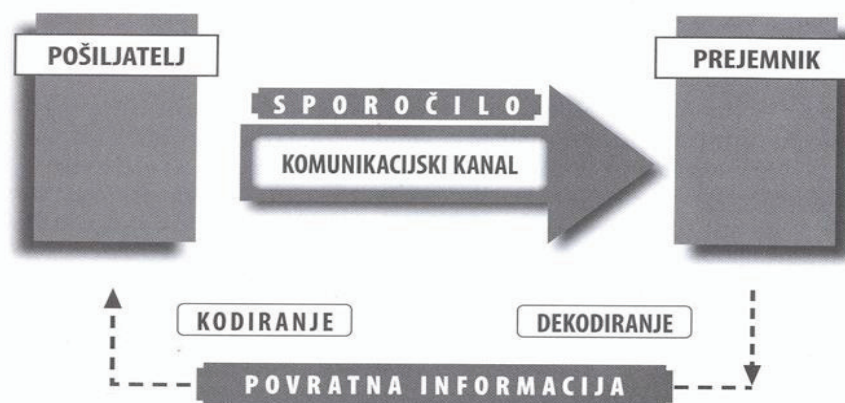 POŠILJATELJ
PREJEMNIK
SPOROČILO
KOMUNIKACIJSKI KANAL
KODIRANJE
DEKODIRANJE
POVRATNA INFORMACIJA